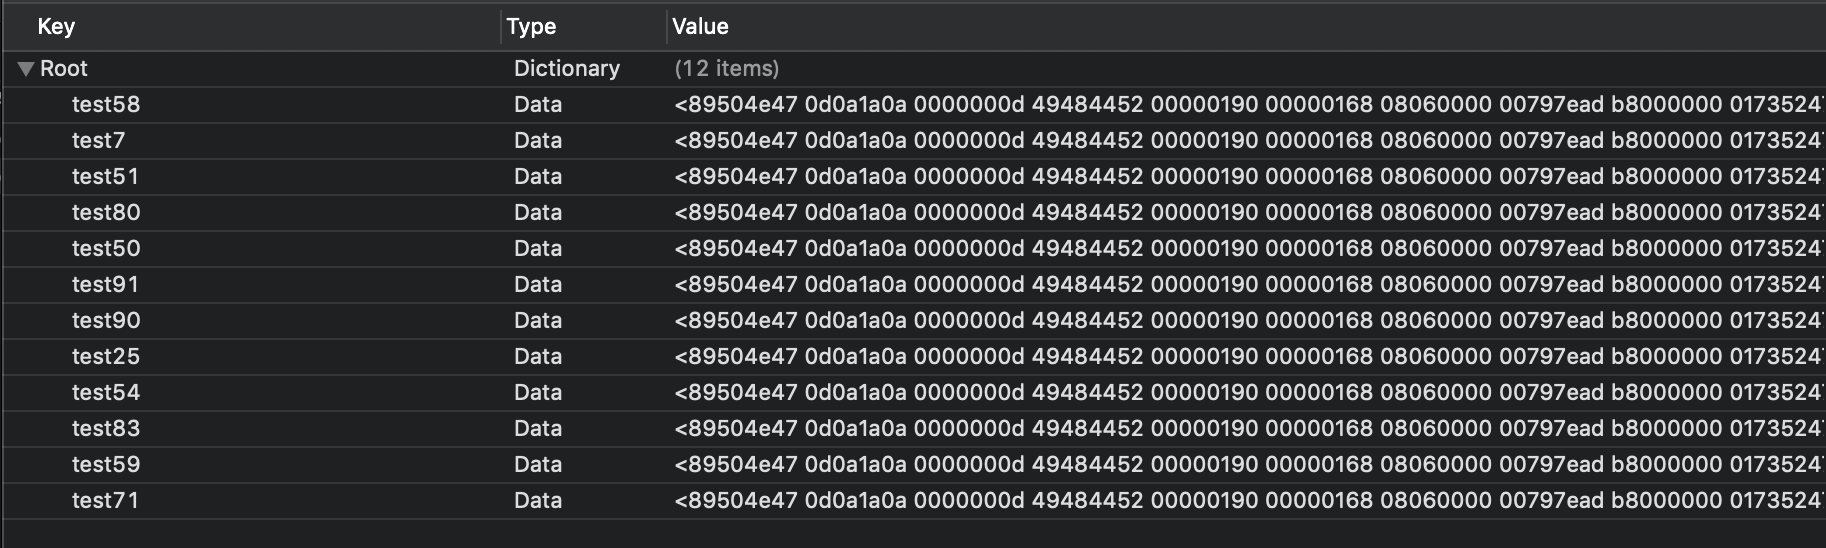 Key Type Value
Root Dictionary (12 items)
test58 Data <89504e47 0d0a1a0a 0000000d 49484452 00000190 00000168 08060000 00797ead b8000000 0173524
test7 Data <89504e47 0d0a1a0a 0000000d 49484452 00000190 00000168 08060000 00797ead b8000000 0173524
test51 Data <89504e47 0d0a1a0a 0000000d 49484452 00000190 00000168 08060000 00797ead b8000000 0173524
test80 Data <89504e47 0d0a1a0a 0000000d 49484452 00000190 00000168 08060000 00797ead b8000000 0173524
test50 Data <89504e47 0d0a1a0a 0000000d 49484452 00000190 00000168 08060000 00797ead b8000000 0173524
test91 Data <89504e47 0d0a1a0a 0000000d 49484452 00000190 00000168 08060000 00797ead b8000000 0173524
test90 Data <89504e47 0d0a1a0a 0000000d 49484452 00000190 00000168 08060000 00797ead b8000000 0173524
test25 Data <89504e47 0d0a1a0a 0000000d 49484452 00000190 00000168 08060000 00797ead b8000000 0173524
test54 Data <89504e47 0d0a1a0a 0000000d 49484452 00000190 00000168 08060000 00797ead b8000000 0173524
test83 Data <89504e47 0d0a1a0a 0000000d 49484452 00000190 00000168 08060000 00797ead b8000000 0173524
test59 Data <89504e47 0d0a1a0a 0000000d 49484452 00000190 00000168 08060000 00797ead b8000000 0173524
test71 Data <89504e47 0d0a1a0a 0000000d 49484452 00000190 00000168 08060000 00797ead b8000000 0173524